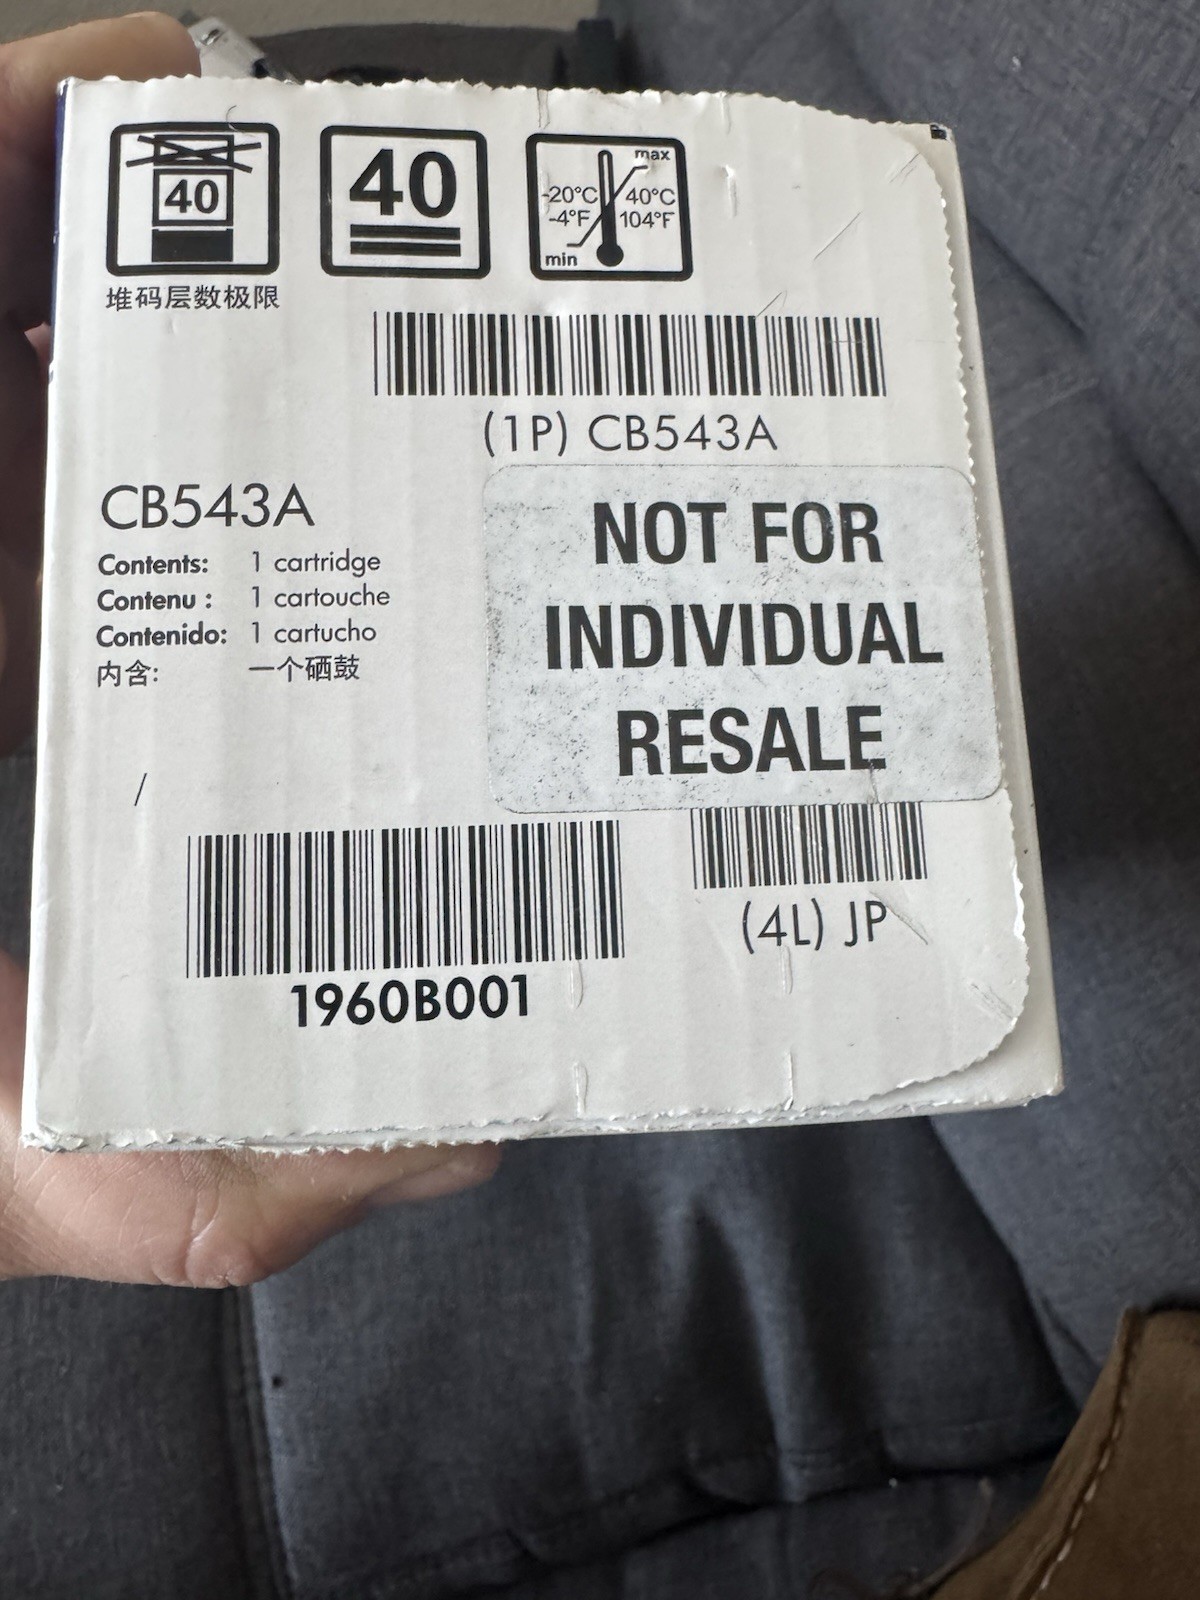 40
40
max
-20°C 40°C
-4°F 104°F
min
堆码层数极限
(1P) CB543A
CB543A
Contents: 1 cartridge
Contenu : 1 cartouche
Contenido: 1 cartucho
内含: 一个硒鼓
NOT FOR
INDIVIDUAL
RESALE
(4L) JP
1960B001